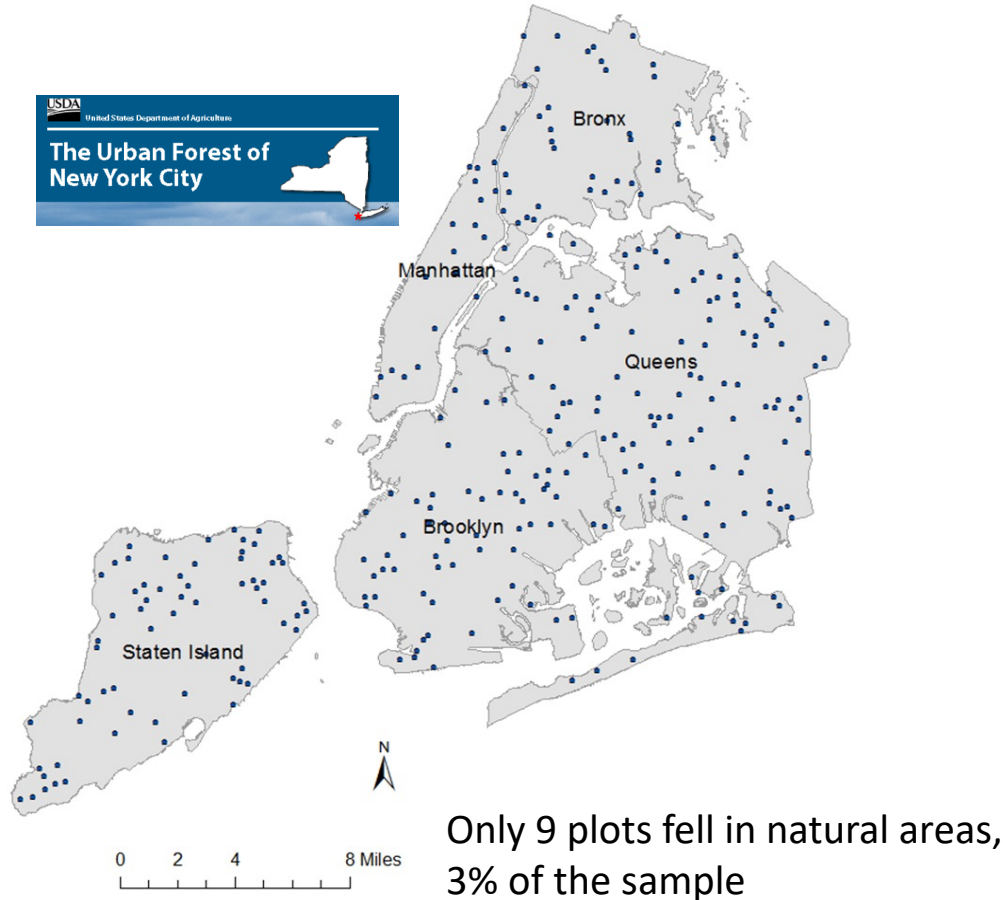 USDA
United States Department of Agriculture
The Urban Forest of
New York City
Bronx
Manhattan
Queens
Brooklyn
Staten Island
N
0 2 4 8 Miles
Only 9 plots fell in natural areas,
3% of the sample